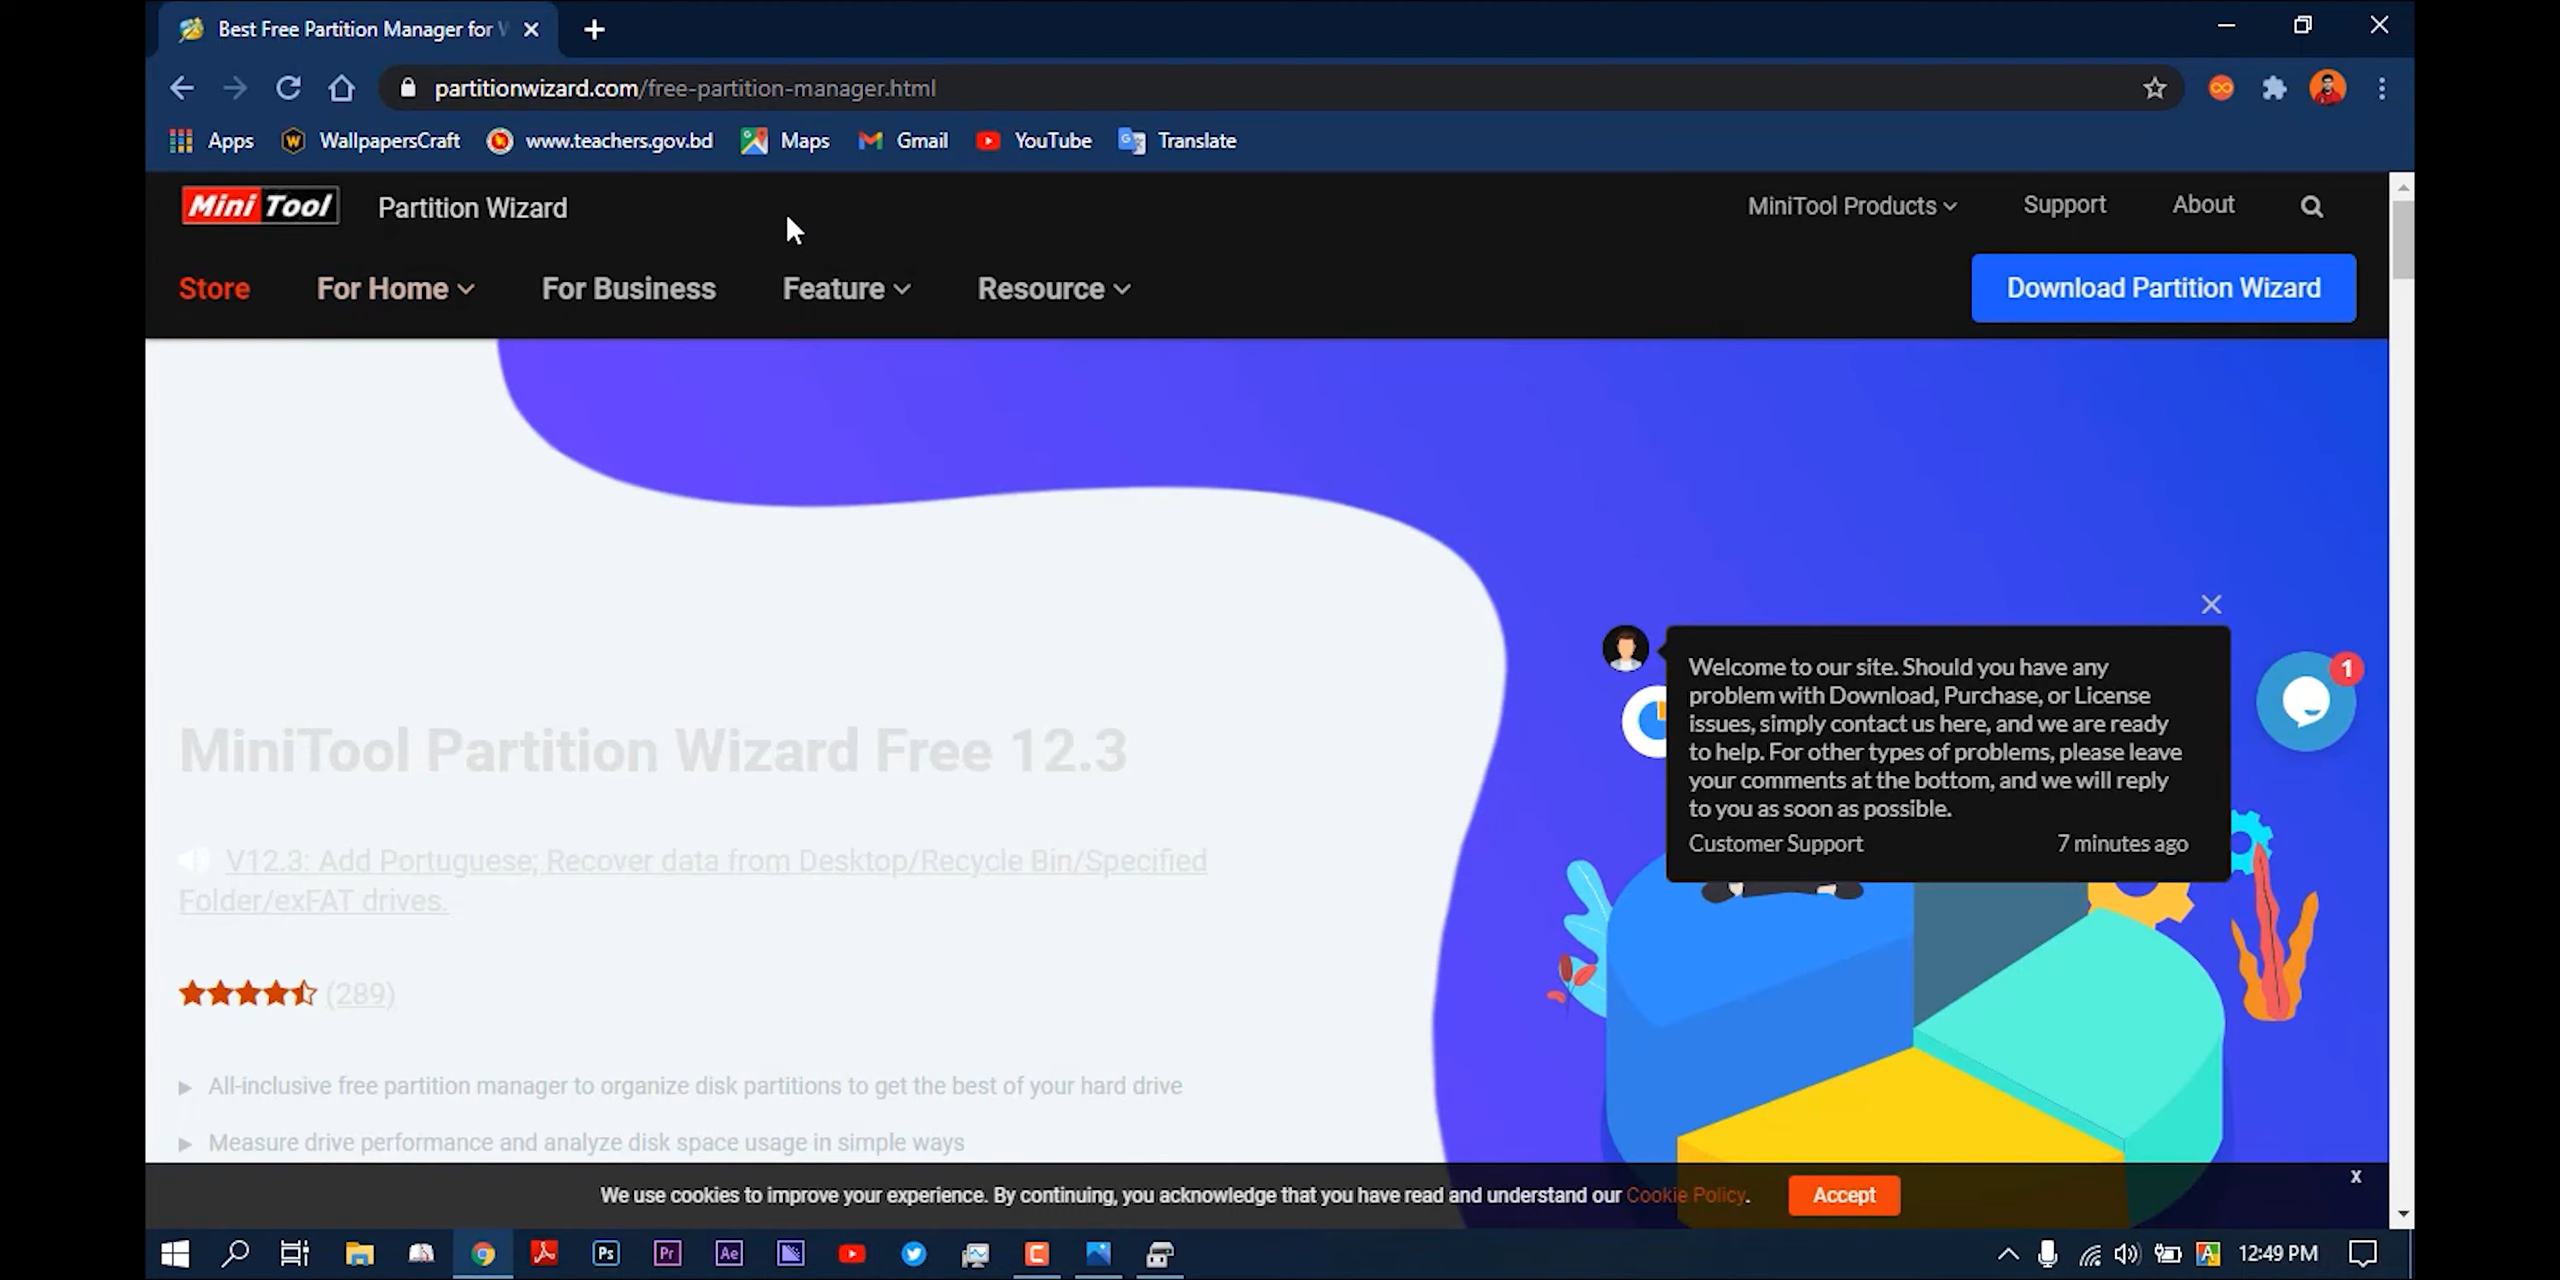 Best Free Partition Manager for W
partitionwizard.com/free-partition-manager.html
Apps WallpapersCraft www.teachers.gov.bd Maps Gmail YouTube Translate
Mini Tool Partition Wizard MiniTool Products Support About
Store For Home For Business Feature Resource Download Partition Wizard
Welcome to our site. Should you have any
problem with Download, Purchase, or License
issues, simply contact us here, and we are ready
to help. For other types of problems, please leave
your comments at the bottom, and we will reply
to you as soon as possible.
Customer Support 7 minutes ago
1
MiniTool Partition Wizard Free 12.3
V12.3: Add Portuguese; Recover data from Desktop/Recycle Bin/Specified
Folder/exFAT drives.
(289)
All-inclusive free partition manager to organize disk partitions to get the best of your hard drive
Measure drive performance and analyze disk space usage in simple ways
We use cookies to improve your experience. By continuing, you acknowledge that you have read and understand our Cookie Policy. Accept x
Ps Pr Ae C A 12:49 PM